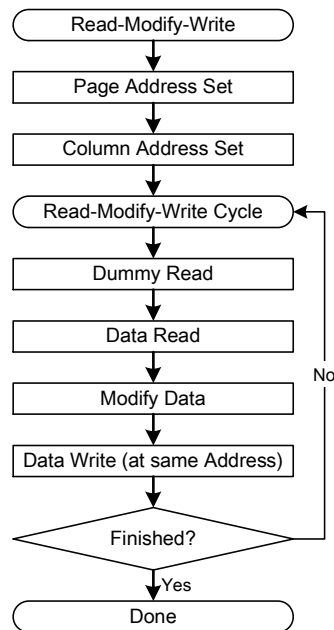 Read-Modify-Write
Page Address Set
Column Address Set
Read-Modify-Write Cycle
Dummy Read
Data Read
No
Modify Data
Data Write (at same Address)
Finished?
Yes
Done